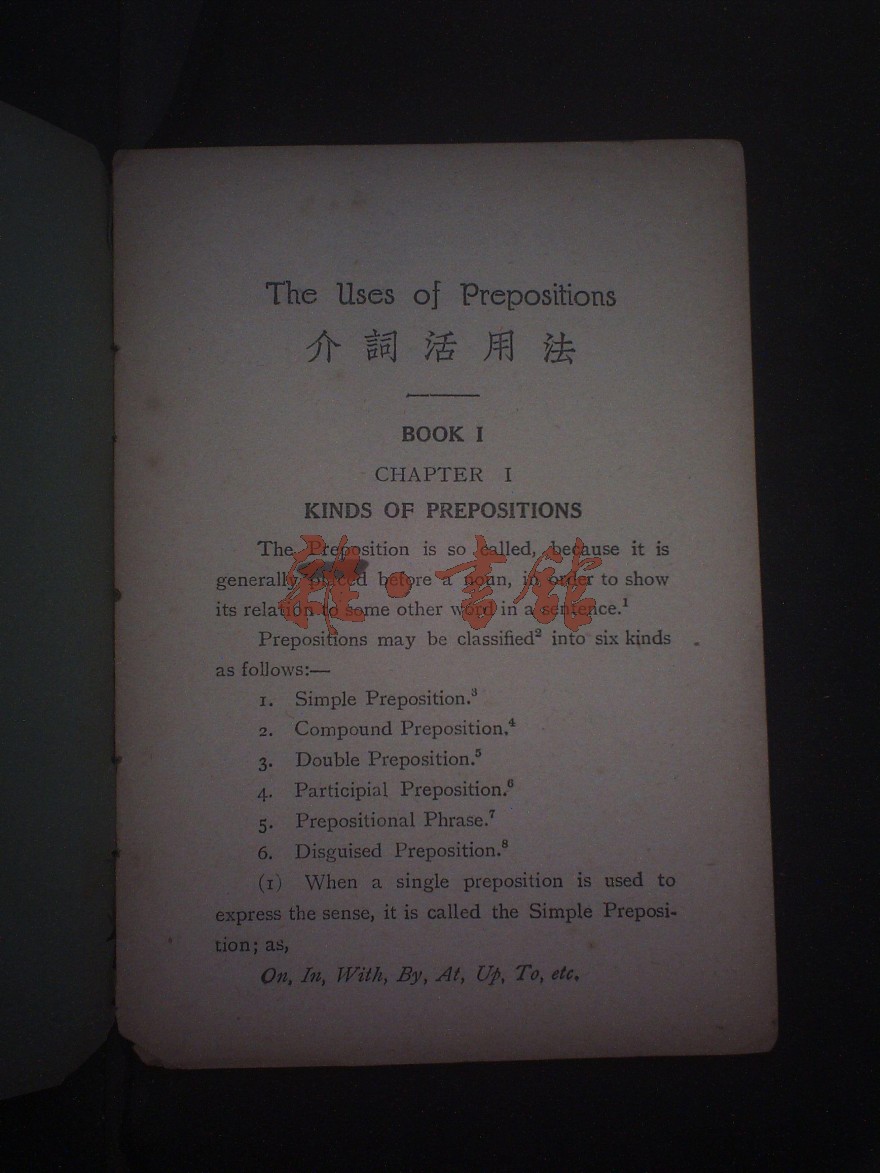 The Uses of Prepositions
介詞活用法
BOOK I
CHAPTER I
KINDS OF PREPOSITIONS
The Preposition is so called, because it is
generally placed before a noun, in order to show
its relation to some other word in a sentence.¹
Prepositions may be classified² into six kinds
as follows:—
1. Simple Preposition.³
2. Compound Preposition.⁴
3. Double Preposition.⁵
4. Participial Preposition.⁶
5. Prepositional Phrase.⁷
6. Disguised Preposition.⁸
(1) When a single preposition is used to
express the sense, it is called the Simple Preposi-
tion; as,
On, In, With, By, At, Up, To, etc.
雜·書館